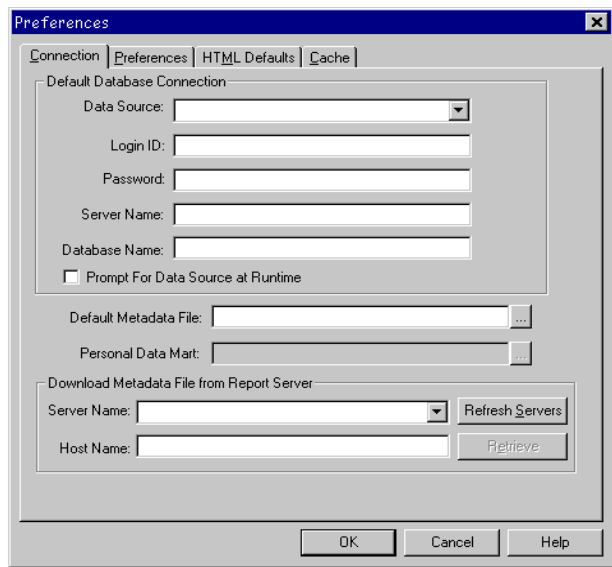 Preferences
Connection Preferences HTML Defaults Cache
Default Database Connection
Data Source:
Login ID:
Password:
Server Name:
Database Name:
Prompt For Data Source at Runtime
Default Metadata File: ...
Personal Data Mart: ...
Download Metadata File from Report Server
Server Name: Refresh Servers
Host Name: Retrieve
OK Cancel Help